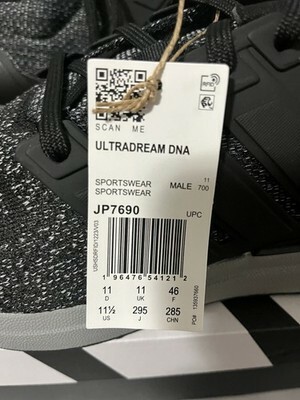 RFID
SCAN ME
ULTRADREAM DNA
11
SPORTSWEAR MALE 700
SPORTSWEAR
JP7690 UPC
1 96476 54121 2
11 11 46
D UK F
11½ 295 285
US J CHN